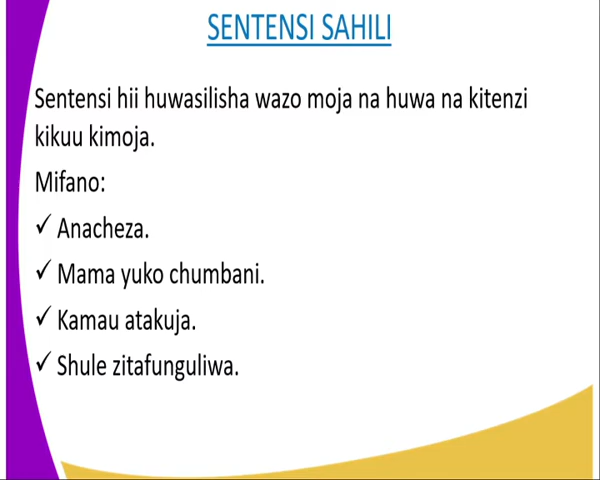 SENTENSI SAHILI
Sentensi hii huwasilisha wazo moja na huwa na kitenzi
kikuu kimoja.
Mifano:
✓ Anacheza.
✓ Mama yuko chumbani.
✓ Kamau atakuja.
✓ Shule zitafunguliwa.